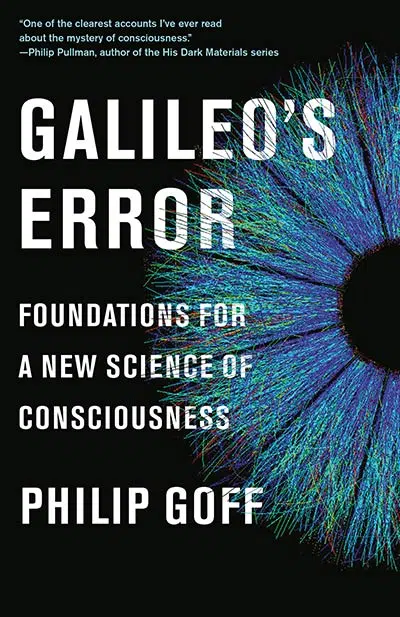 “One of the clearest accounts I've ever read
about the mystery of consciousness.”
—Philip Pullman, author of the His Dark Materials series
GALILEO’S
ERROR
FOUNDATIONS FOR
A NEW SCIENCE OF
CONSCIOUSNESS
PHILIP GOFF